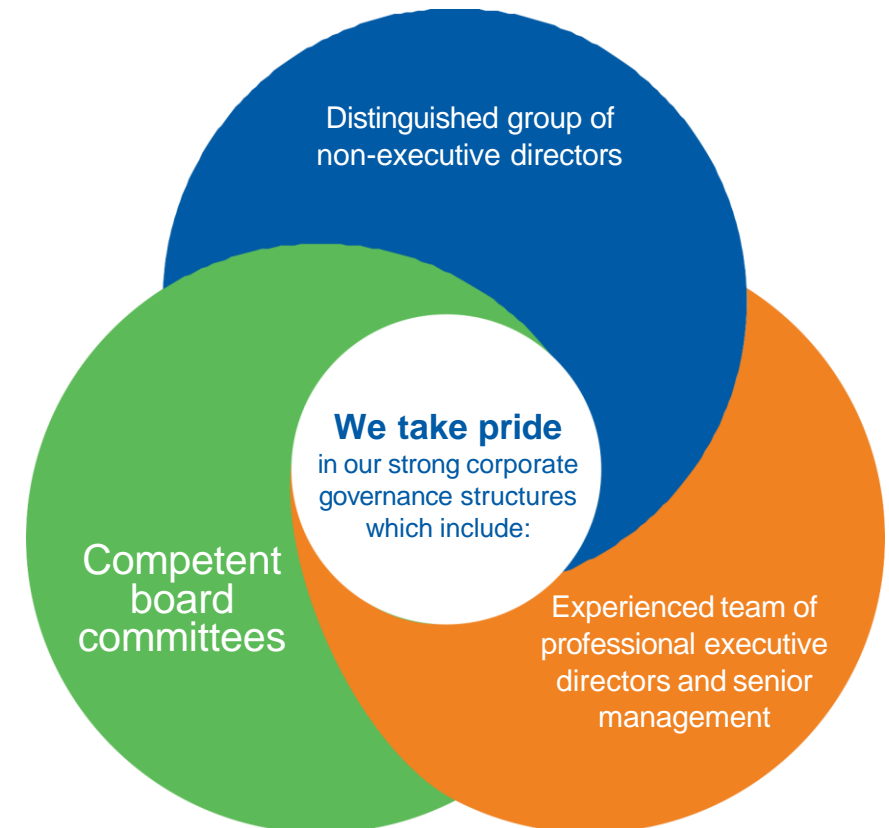 Distinguished group of
non-executive directors
We take pride
in our strong corporate
governance structures
which include:
Competent
board
committees
Experienced team of
professional executive
directors and senior
management